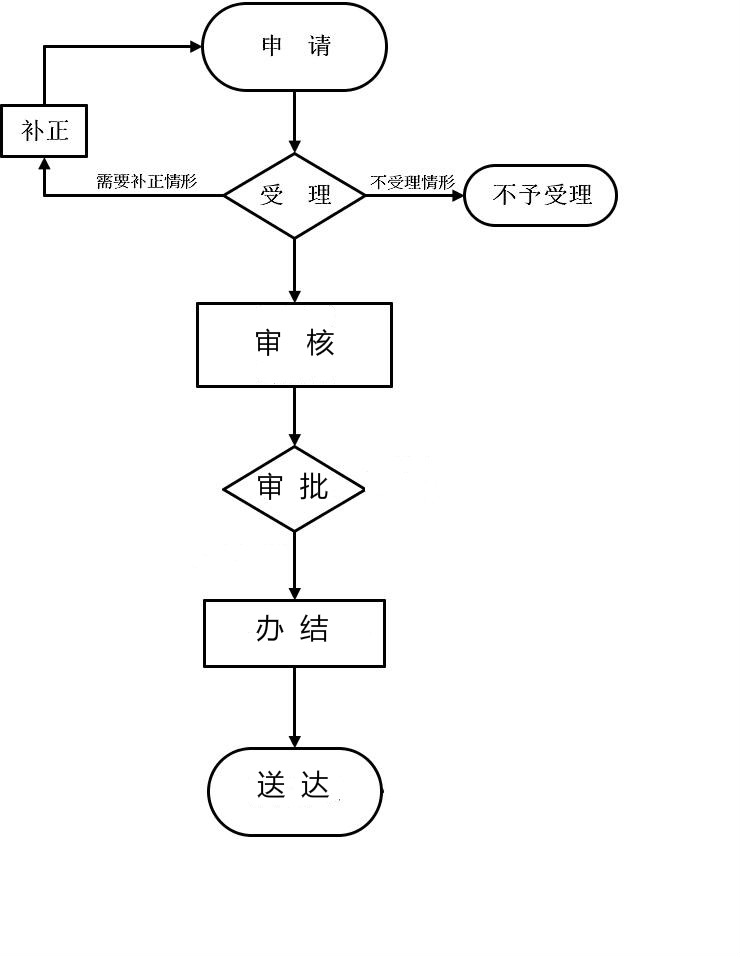 申 请
补正
需要补正情形
受 理
不受理情形
不予受理
审 核
审 批
办 结
送 达